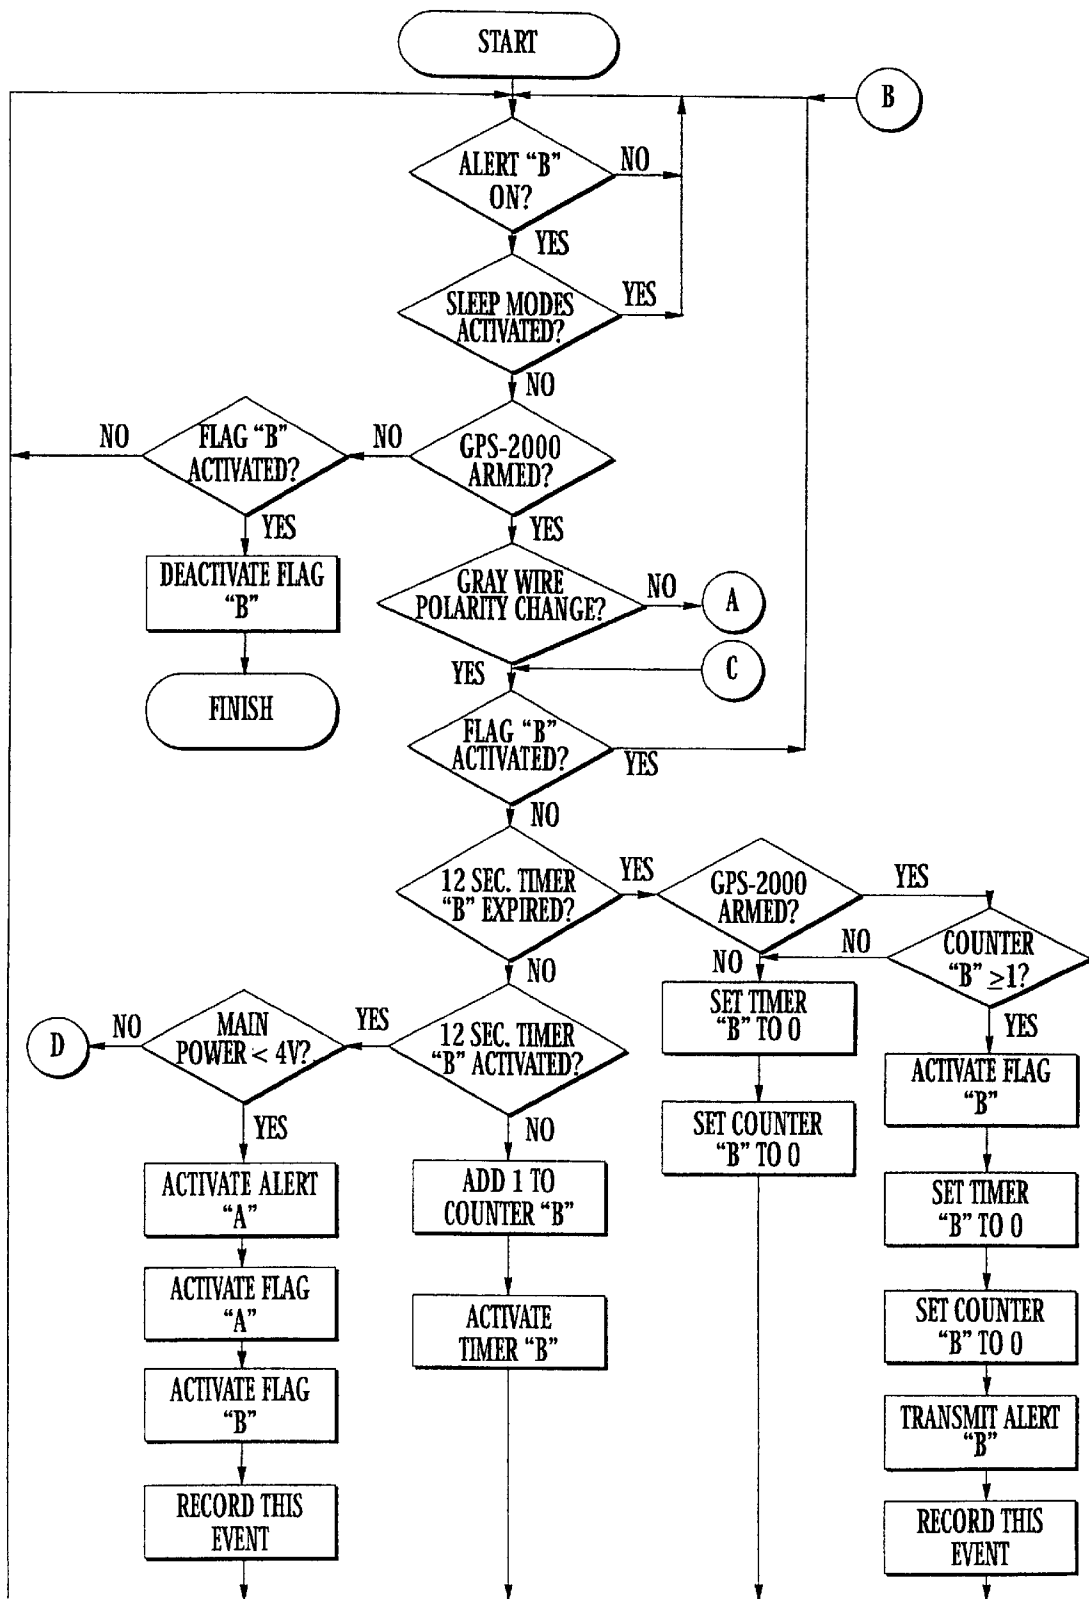 START
B
ALERT “B”
ON?
NO
YES
SLEEP MODES
ACTIVATED?
YES
NO
GPS-2000
ARMED?
NO
FLAG “B”
ACTIVATED?
NO
YES
DEACTIVATE FLAG
“B”
FINISH
YES
GRAY WIRE
POLARITY CHANGE?
NO
A
YES
C
FLAG “B”
ACTIVATED?
YES
NO
12 SEC. TIMER
“B” EXPIRED?
YES
GPS-2000
ARMED?
YES
NO
COUNTER
“B” ≥1?
NO
YES
NO
12 SEC. TIMER
“B” ACTIVATED?
YES
MAIN
POWER < 4V?
NO
D
YES
ACTIVATE ALERT
“A”
ACTIVATE FLAG
“A”
ACTIVATE FLAG
“B”
RECORD THIS
EVENT
NO
ADD 1 TO
COUNTER “B”
ACTIVATE
TIMER “B”
SET TIMER
“B” TO 0
SET COUNTER
“B” TO 0
ACTIVATE FLAG
“B”
SET TIMER
“B” TO 0
SET COUNTER
“B” TO 0
TRANSMIT ALERT
“B”
RECORD THIS
EVENT